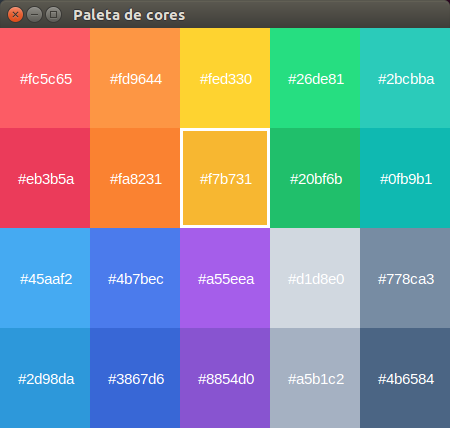 Paleta de cores
#fc5c65 #fd9644 #fed330 #26de81 #2bcbba
#eb3b5a #fa8231 #f7b731 #20bf6b #0fb9b1
#45aaf2 #4b7bec #a55eea #d1d8e0 #778ca3
#2d98da #3867d6 #8854d0 #a5b1c2 #4b6584